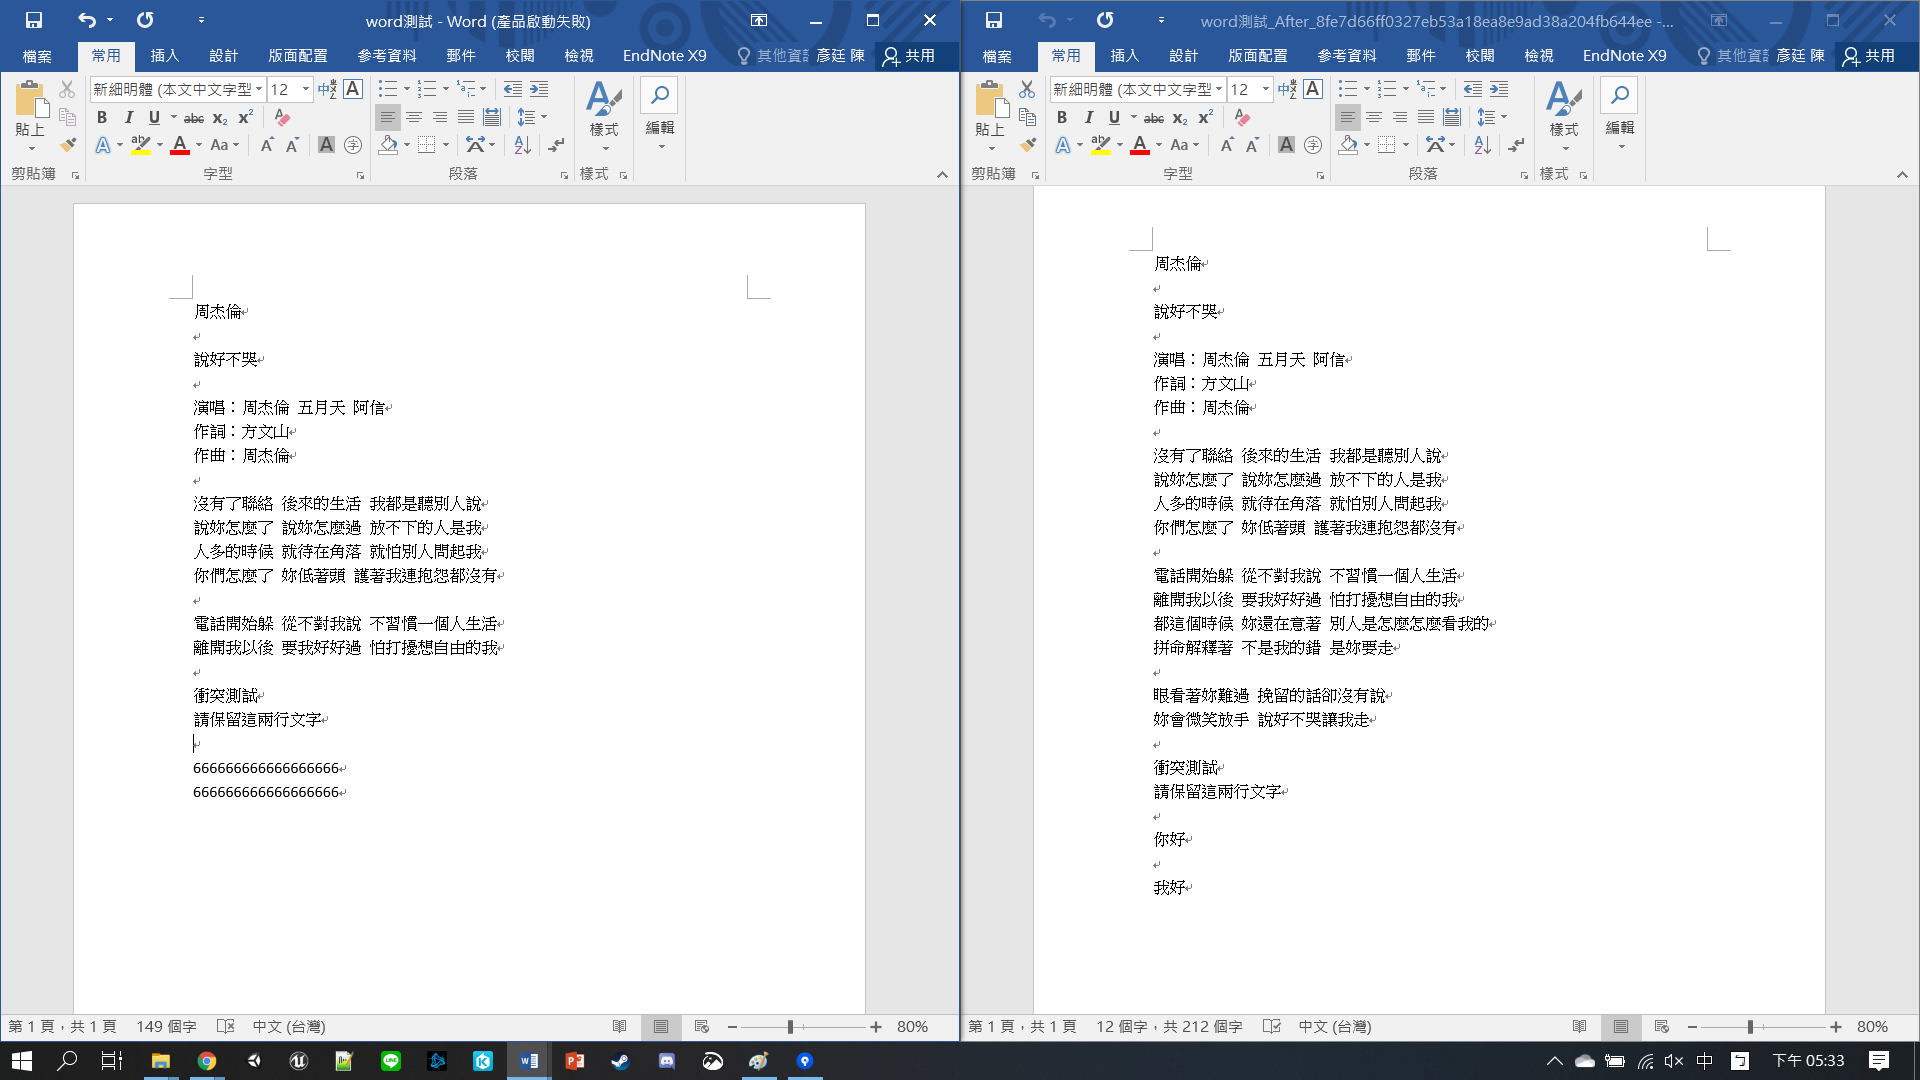 word測試 - Word (產品啟動失敗)
檔案 常用 插入 設計 版面配置 參考資料 郵件 校閱 檢視 EndNote X9 其他資 彥廷 陳 共用
新細明體 (本文中文字型 12
貼上
樣式
編輯
剪貼簿 字型 段落 樣式
周杰倫
說好不哭
演唱：周杰倫 五月天 阿信
作詞：方文山
作曲：周杰倫
沒有了聯絡 後來的生活 我都是聽別人說
說妳怎麼了 說妳怎麼過 放不下的人是我
人多的時候 就待在角落 就怕別人問起我
你們怎麼了 妳低著頭 護著我連抱怨都沒有
電話開始躲 從不對我說 不習慣一個人生活
離開我以後 要我好好過 怕打擾想自由的我
衝突測試
請保留這兩行文字
666666666666666666
666666666666666666
第 1 頁，共 1 頁 149 個字 中文 (台灣) 80%
word測試_After_8fe7d66ff0327eb53a18ea8e9ad38a204fb644ee -...
檔案 常用 插入 設計 版面配置 參考資料 郵件 校閱 檢視 EndNote X9 其他資 彥廷 陳 共用
新細明體 (本文中文字型 12
貼上
樣式
編輯
剪貼簿 字型 段落 樣式
周杰倫
說好不哭
演唱：周杰倫 五月天 阿信
作詞：方文山
作曲：周杰倫
沒有了聯絡 後來的生活 我都是聽別人說
說妳怎麼了 說妳怎麼過 放不下的人是我
人多的時候 就待在角落 就怕別人問起我
你們怎麼了 妳低著頭 護著我連抱怨都沒有
電話開始躲 從不對我說 不習慣一個人生活
離開我以後 要我好好過 怕打擾想自由的我
都這個時候 妳還在意著 別人是怎麼怎麼看我的
拼命解釋著 不是我的錯 是妳要走
眼看著妳難過 挽留的話卻沒有說
妳會微笑放手 說好不哭讓我走
衝突測試
請保留這兩行文字
你好
我好
第 1 頁，共 1 頁 12 個字，共 212 個字 中文 (台灣) 80%
中 下午 05:33